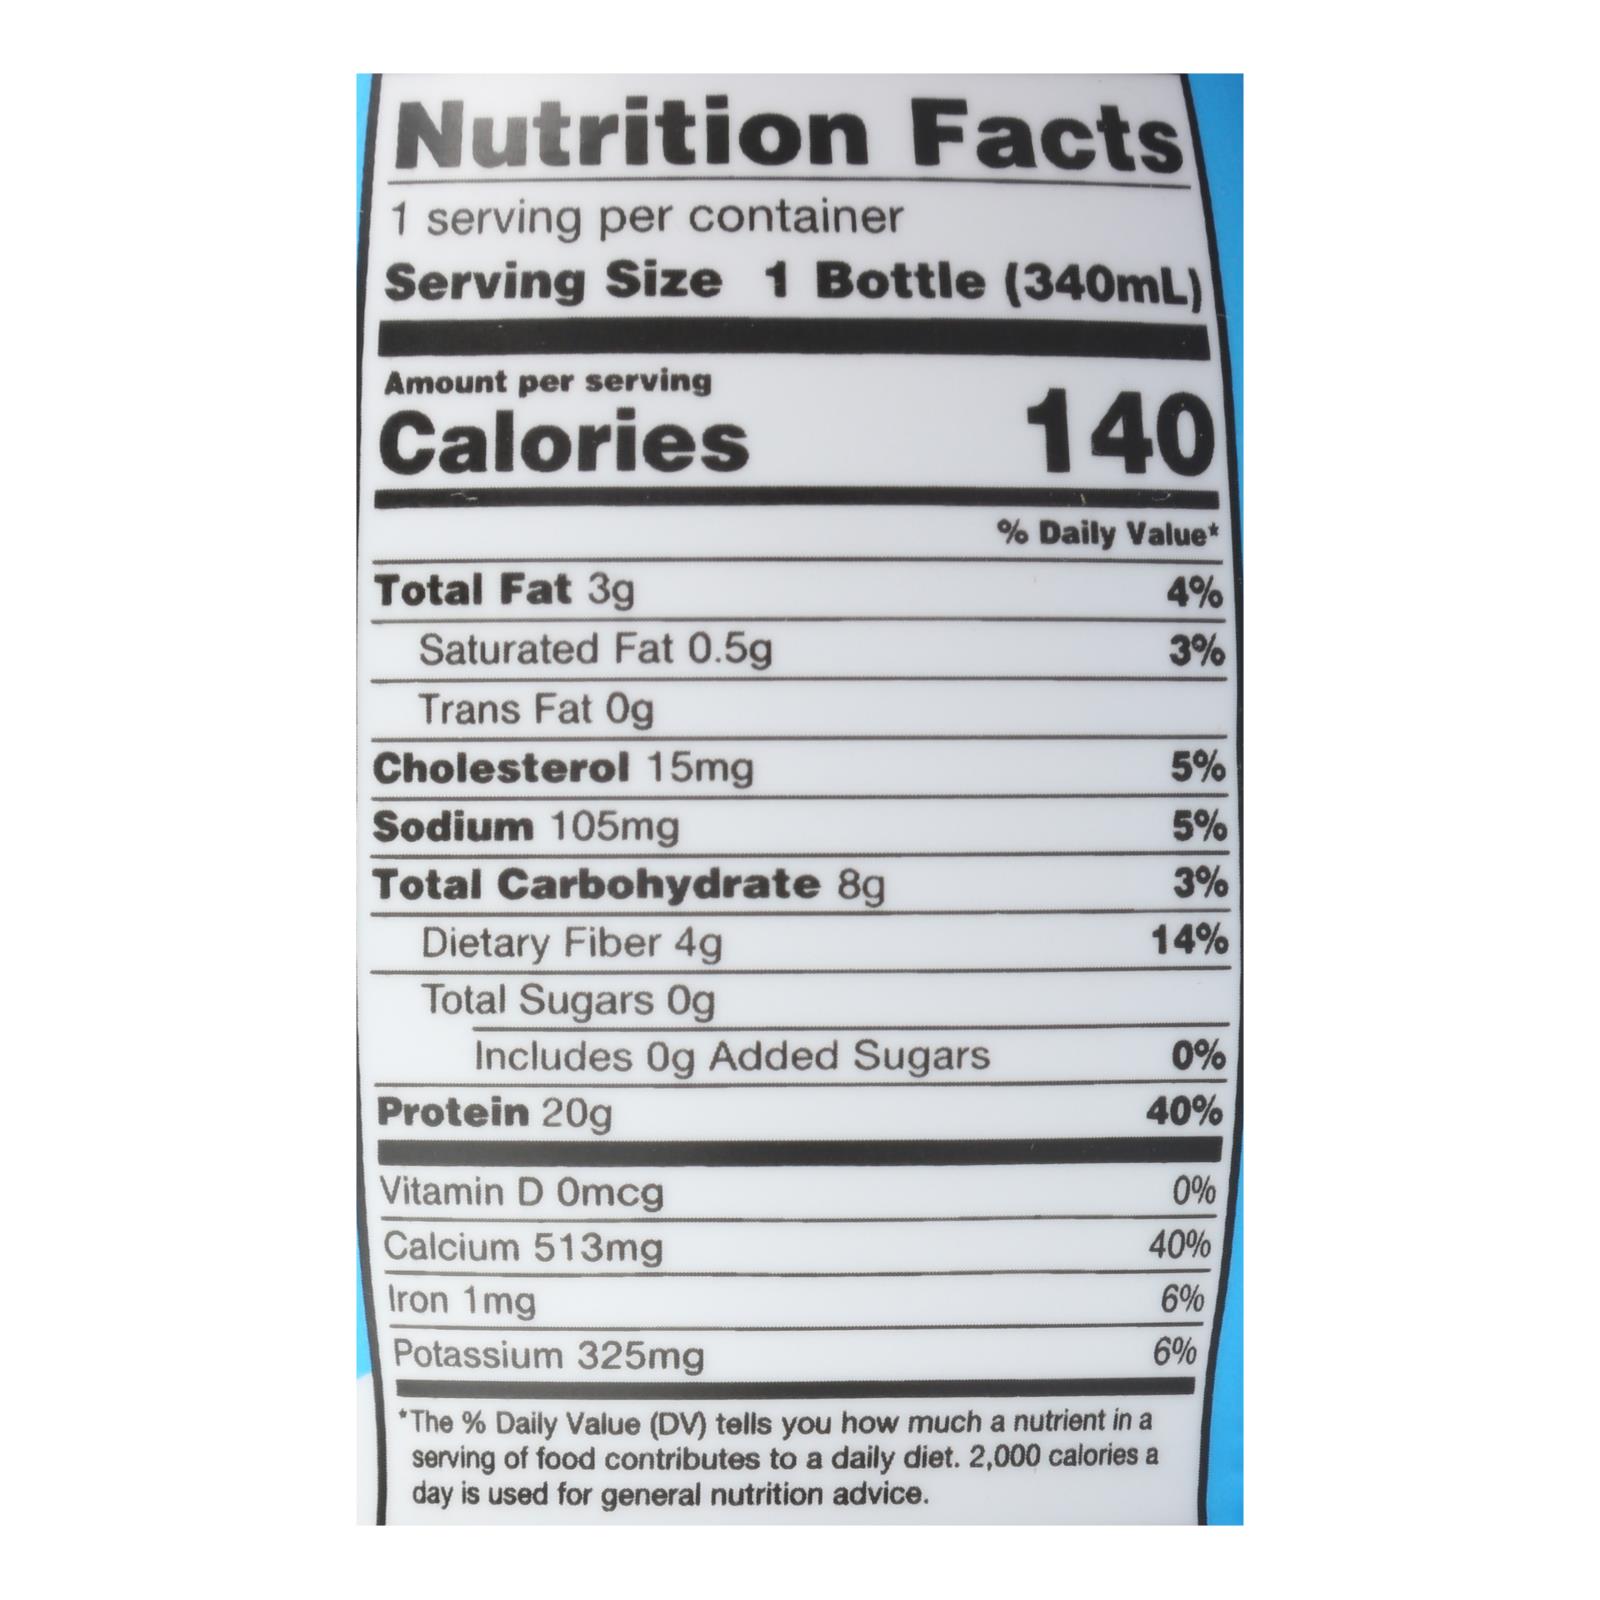 Nutrition Facts
1 serving per container
Serving Size 1 Bottle (340mL)
Amount per serving
Calories 140
% Daily Value*
Total Fat 3g 4%
Saturated Fat 0.5g 3%
Trans Fat 0g
Cholesterol 15mg 5%
Sodium 105mg 5%
Total Carbohydrate 8g 3%
Dietary Fiber 4g 14%
Total Sugars 0g
Includes 0g Added Sugars 0%
Protein 20g 40%
Vitamin D 0mcg 0%
Calcium 513mg 40%
Iron 1mg 6%
Potassium 325mg 6%
*The % Daily Value (DV) tells you how much a nutrient in a
serving of food contributes to a daily diet. 2,000 calories a
day is used for general nutrition advice.